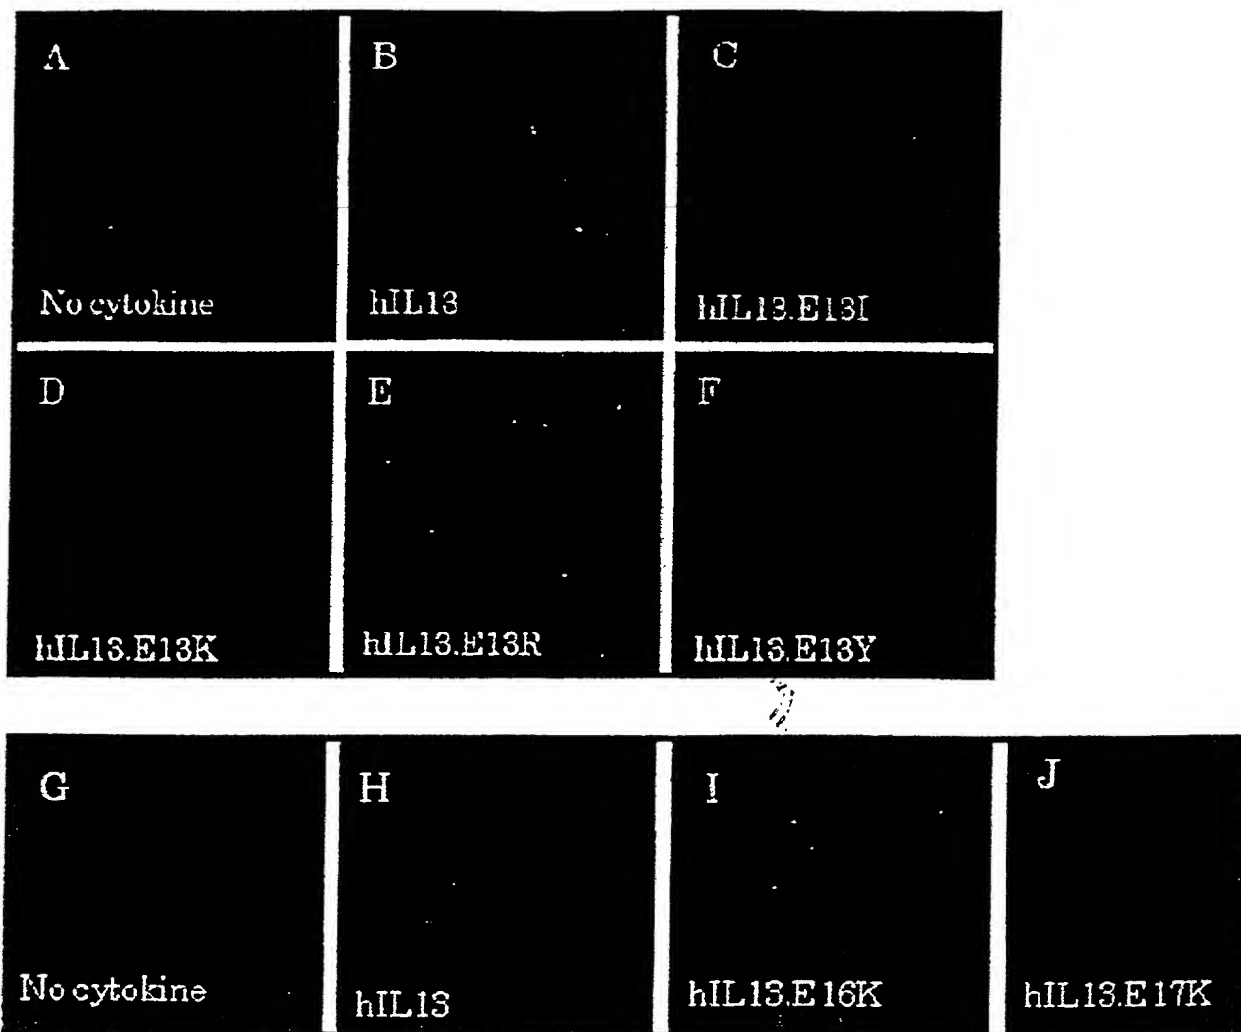 A
B
C
No cytokine
hIL13
hIL13.E13I
D
E
F
hIL13.E13K
hIL13.E13R
hIL13.E13Y
G
H
I
J
No cytokine
hIL13
hIL13.E16K
hIL13.E17K